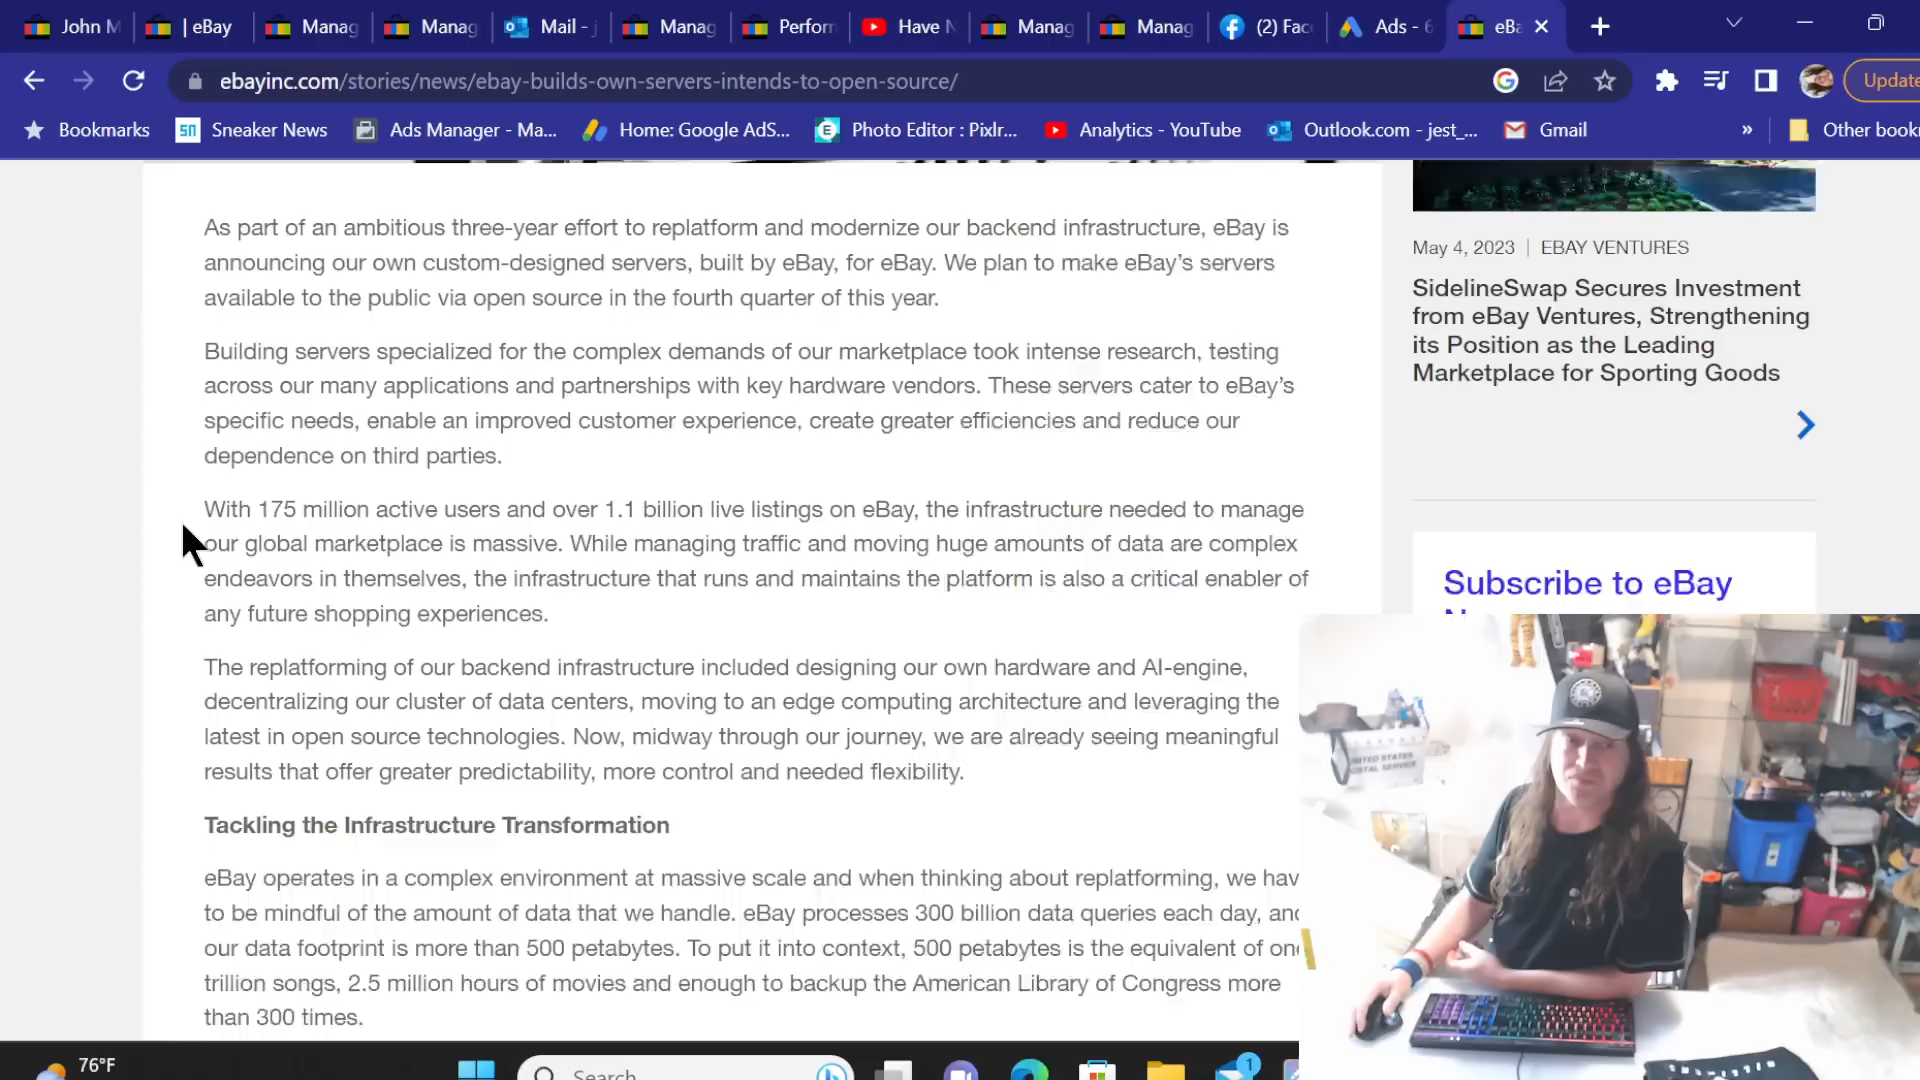 John M
| eBay
Manag
Manag
Mail - j
Manag
Perforn
Have N
Manag
Manag
(2) Fac
Ads - 6
eBa
ebayinc.com/stories/news/ebay-builds-own-servers-intends-to-open-source/
Update
Bookmarks
Sneaker News
Ads Manager - Ma...
Home: Google AdS...
Photo Editor : Pixlr...
Analytics - YouTube
Outlook.com - jest_...
Gmail
»
Other book
As part of an ambitious three-year effort to replatform and modernize our backend infrastructure, eBay is
announcing our own custom-designed servers, built by eBay, for eBay. We plan to make eBay’s servers
available to the public via open source in the fourth quarter of this year.
Building servers specialized for the complex demands of our marketplace took intense research, testing
across our many applications and partnerships with key hardware vendors. These servers cater to eBay’s
specific needs, enable an improved customer experience, create greater efficiencies and reduce our
dependence on third parties.
With 175 million active users and over 1.1 billion live listings on eBay, the infrastructure needed to manage
our global marketplace is massive. While managing traffic and moving huge amounts of data are complex
endeavors in themselves, the infrastructure that runs and maintains the platform is also a critical enabler of
any future shopping experiences.
The replatforming of our backend infrastructure included designing our own hardware and AI-engine,
decentralizing our cluster of data centers, moving to an edge computing architecture and leveraging the
latest in open source technologies. Now, midway through our journey, we are already seeing meaningful
results that offer greater predictability, more control and needed flexibility.
Tackling the Infrastructure Transformation
eBay operates in a complex environment at massive scale and when thinking about replatforming, we hav
to be mindful of the amount of data that we handle. eBay processes 300 billion data queries each day, and
our data footprint is more than 500 petabytes. To put it into context, 500 petabytes is the equivalent of one
trillion songs, 2.5 million hours of movies and enough to backup the American Library of Congress more
than 300 times.
May 4, 2023 | EBAY VENTURES
SidelineSwap Secures Investment
from eBay Ventures, Strengthening
its Position as the Leading
Marketplace for Sporting Goods
Subscribe to eBay
UNITED STATES
POSTAL SERVICE
76°F
Search
1